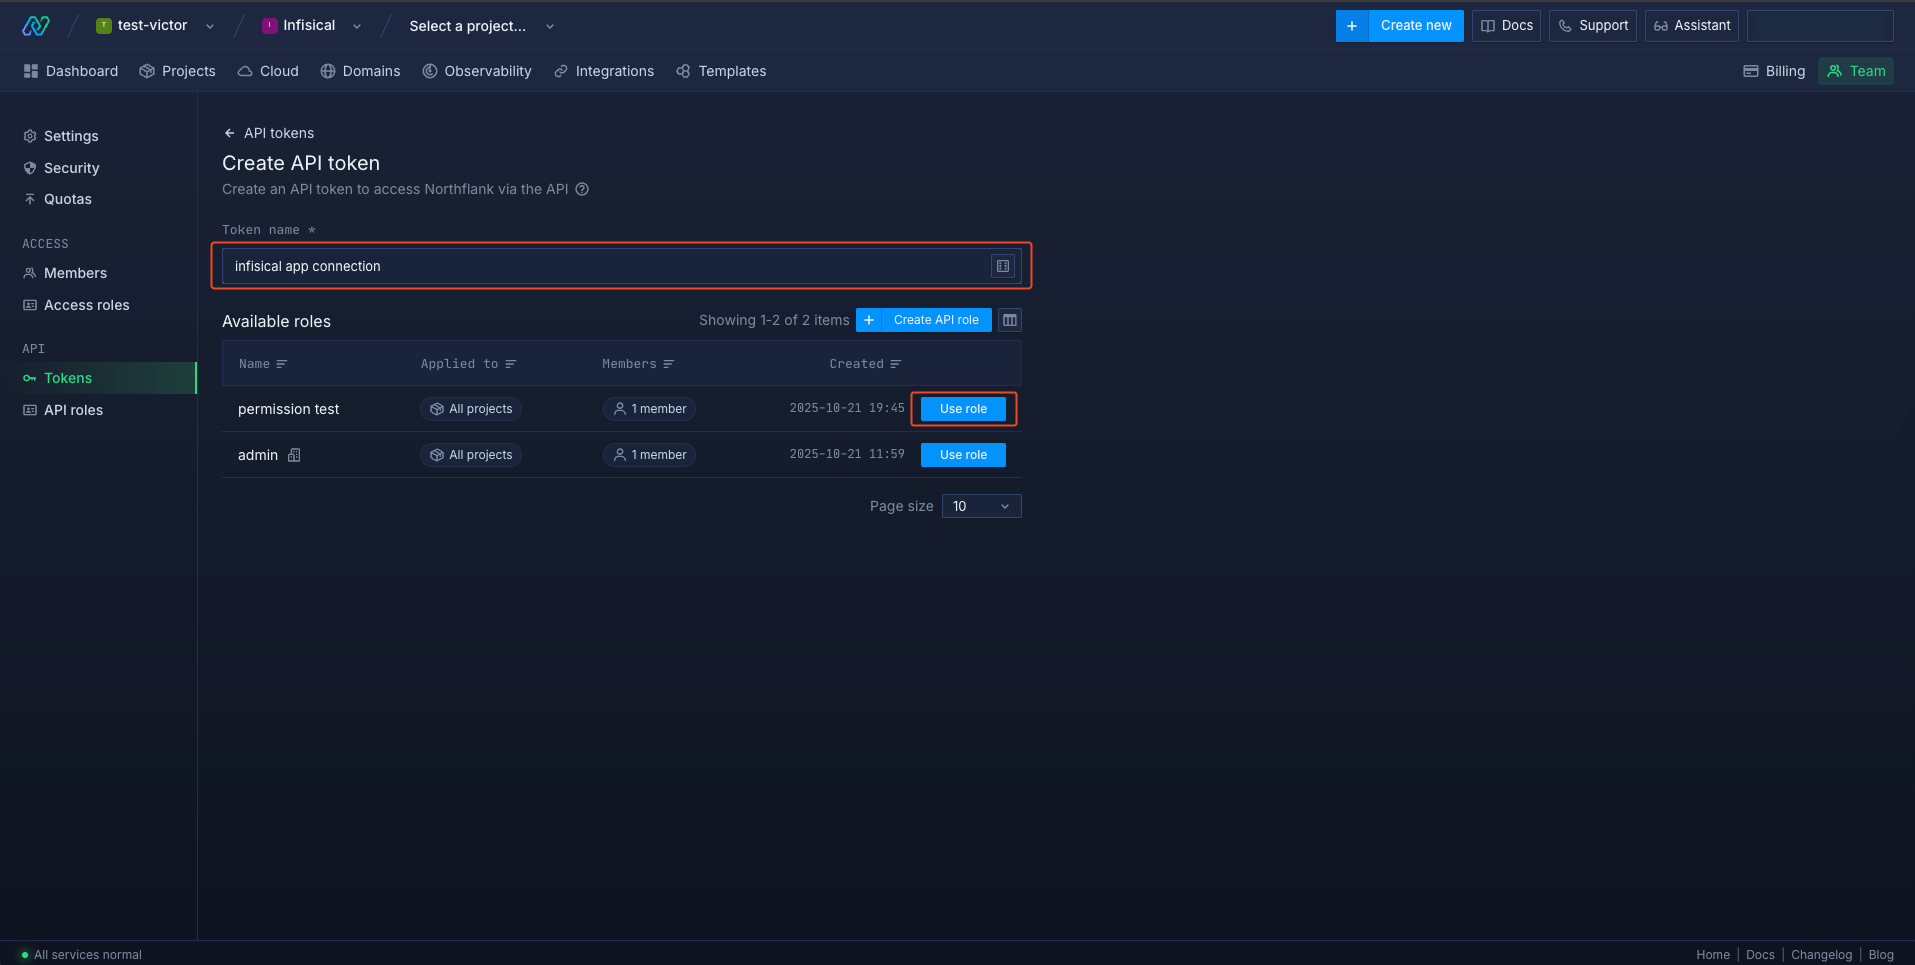 T test-victor
I Infisical
Select a project...
+ Create new
Docs
Support
Assistant
Dashboard
Projects
Cloud
Domains
Observability
Integrations
Templates
Billing
Team
Settings
Security
Quotas
ACCESS
Members
Access roles
API
Tokens
API roles
← API tokens
Create API token
Create an API token to access Northflank via the API
Token name *
infisical app connection
Available roles
Showing 1-2 of 2 items
+ Create API role
Name Applied to Members Created
permission test All projects 1 member 2025-10-21 19:45 Use role
admin All projects 1 member 2025-10-21 11:59 Use role
Page size 10
All services normal
Home | Docs | Changelog | Blog